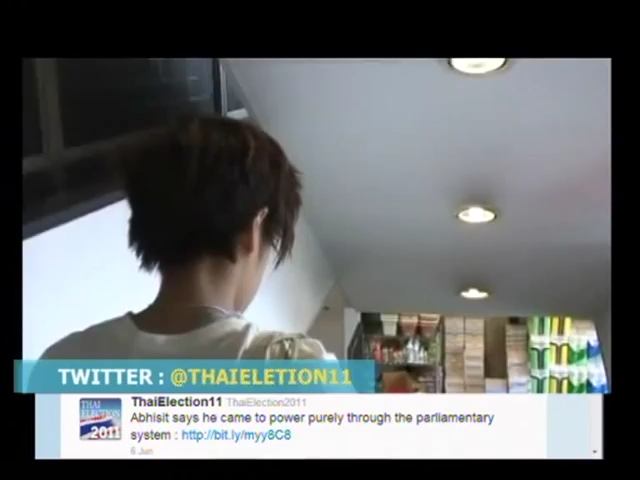 TWITTER : @THAIELETION11
THAI
ELECTION
2011
ThaiElection11 ThaiElection2011
Abhisit says he came to power purely through the parliamentary
system : http://bit.ly/myy8C8
6 Jun